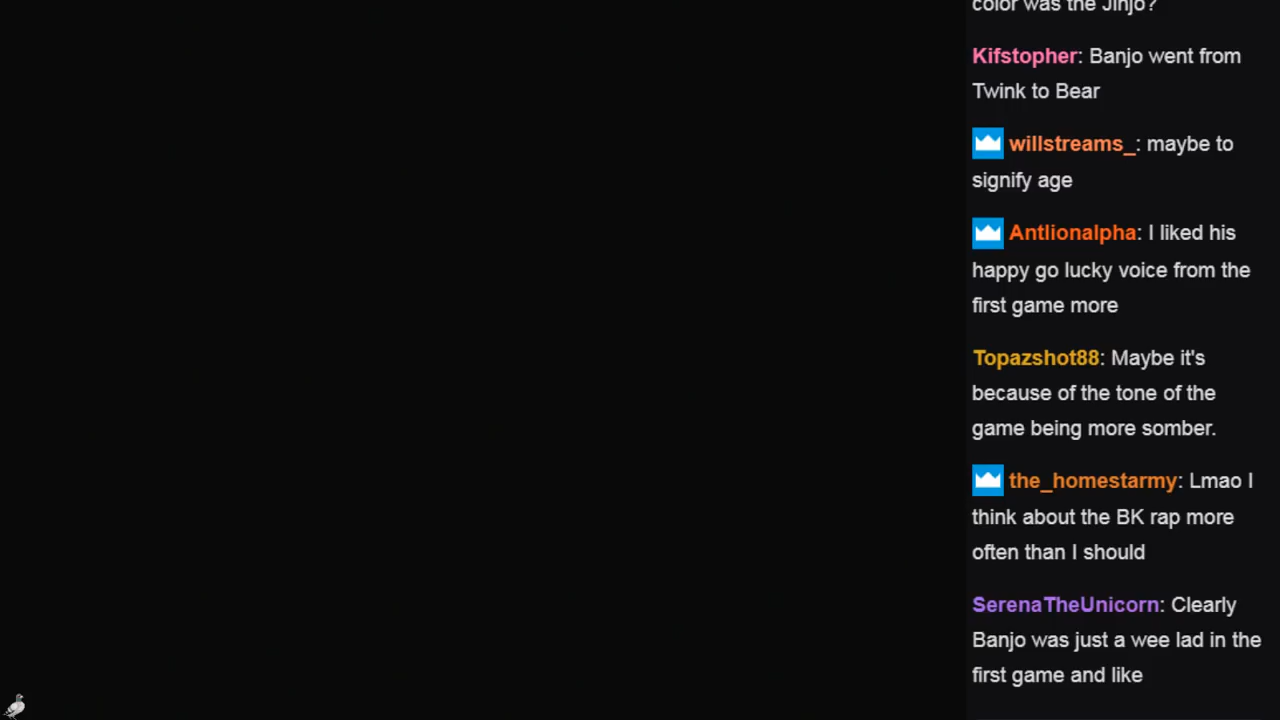 color was the Jinjo?
Kifstopher: Banjo went from
Twink to Bear
willstreams_: maybe to
signify age
Antlionalpha: I liked his
happy go lucky voice from the
first game more
Topazshot88: Maybe it's
because of the tone of the
game being more somber.
the_homestarmy: Lmao I
think about the BK rap more
often than I should
SerenaTheUnicorn: Clearly
Banjo was just a wee lad in the
first game and like